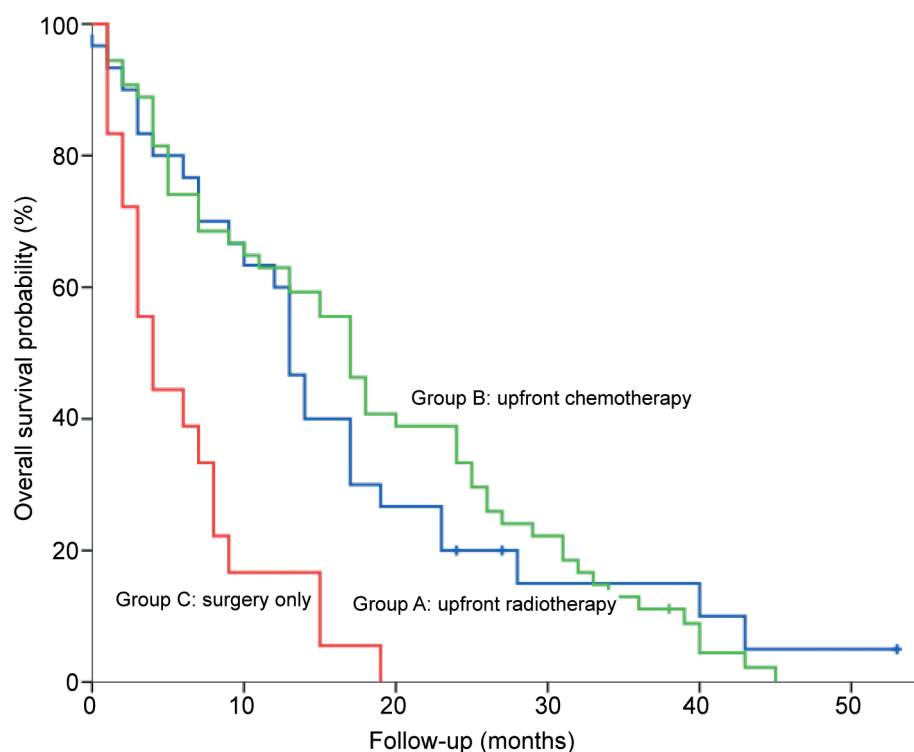 100
80
60
40
20
0
Overall survival probability (%)
Group B: upfront chemotherapy
Group C: surgery only
Group A: upfront radiotherapy
0 10 20 30 40 50
Follow-up (months)